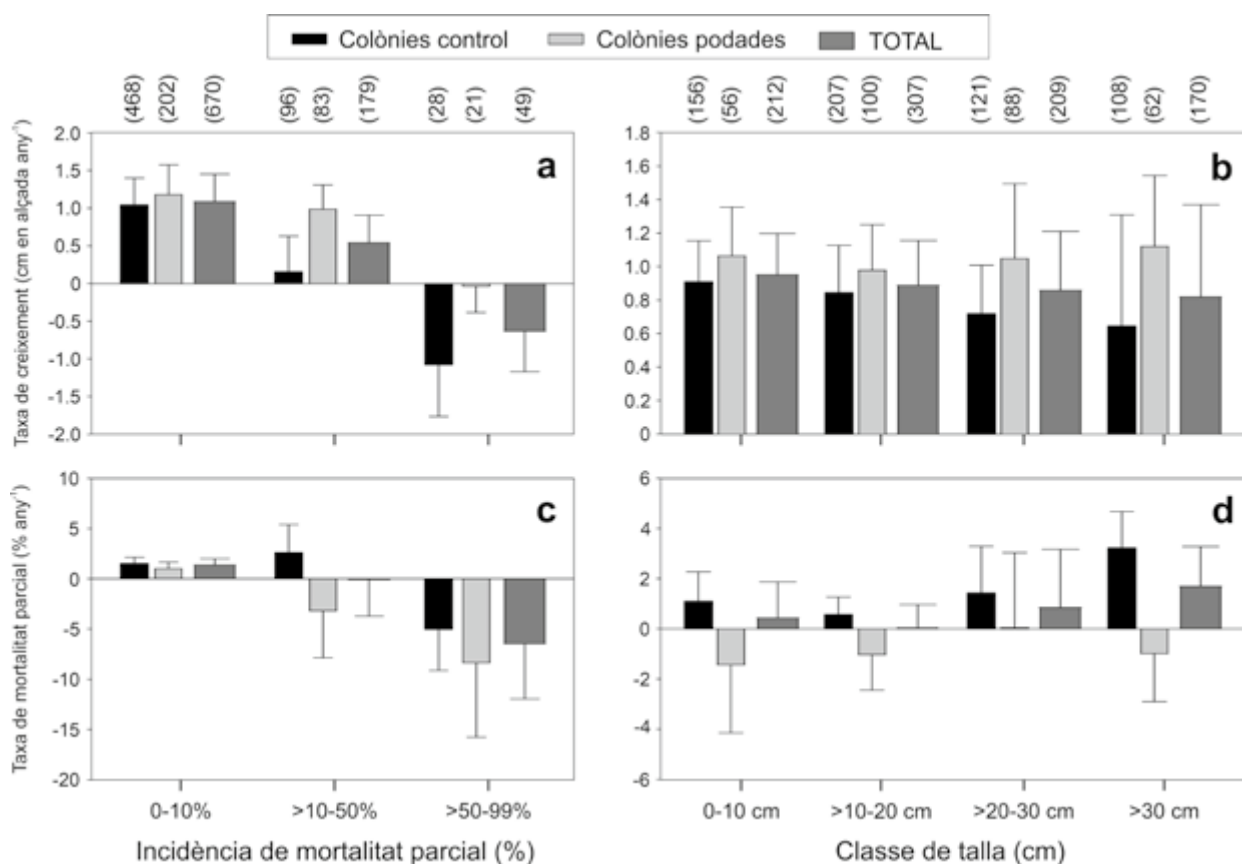 Colònies control Colònies podades TOTAL
(468) (202) (670) (96) (83) (179) (28) (21) (49)
(156) (56) (212) (207) (100) (307) (121) (88) (209) (108) (62) (170)
a
Taxa de creixement (cm en alçada any⁻¹)
2.0
1.5
1.0
0.5
0
-0.5
-1.0
-1.5
-2.0
b
1.8
1.6
1.4
1.2
1.0
0.8
0.6
0.4
0.2
0
c
Taxa de mortalitat parcial (% any⁻¹)
10
5
0
-5
-10
-15
-20
d
6
4
2
0
-2
-4
-6
0-10% >10-50% >50-99%
Incidència de mortalitat parcial (%)
0-10 cm >10-20 cm >20-30 cm >30 cm
Classe de talla (cm)